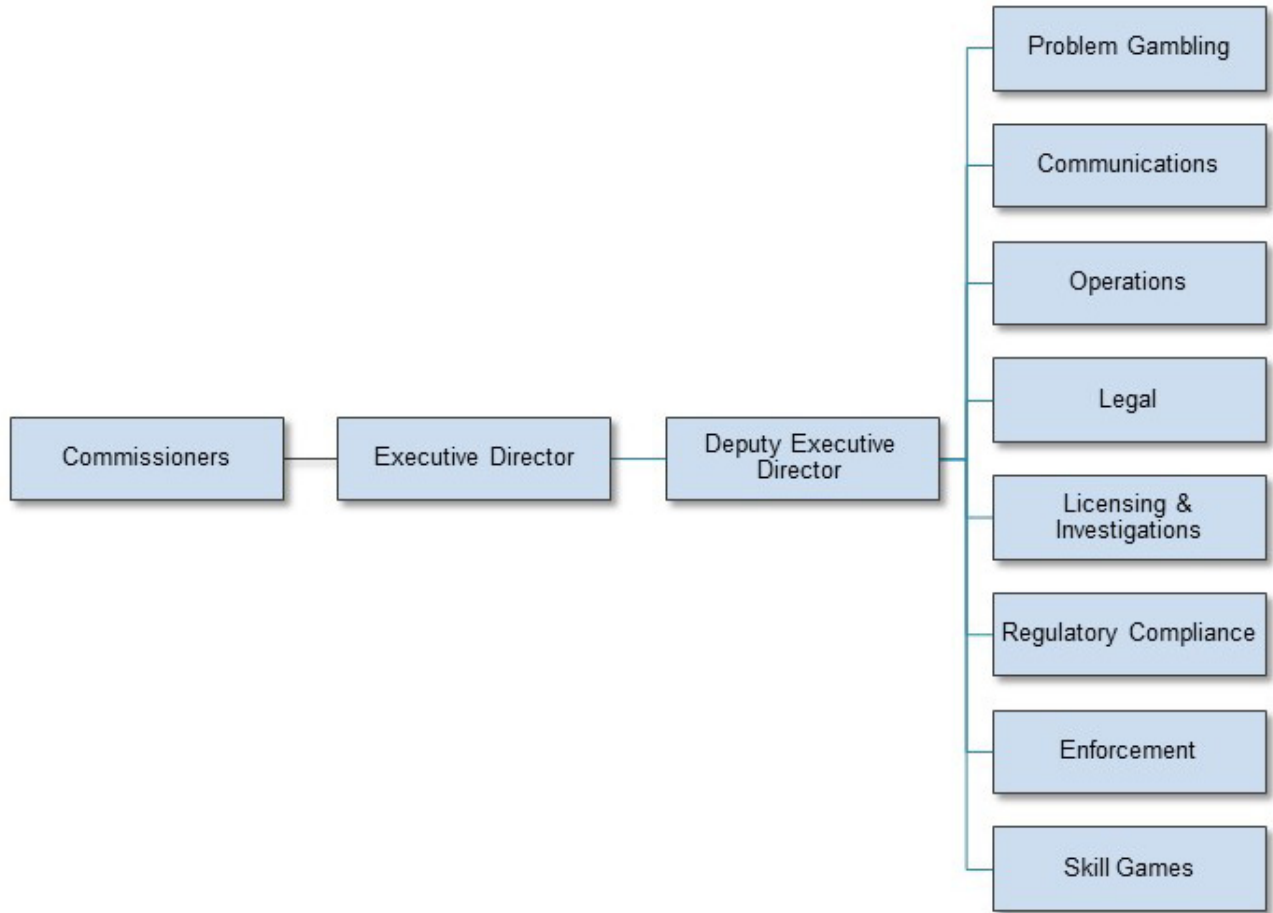 Problem Gambling
Communications
Operations
Legal
Commissioners
Executive Director
Deputy Executive
Director
Licensing &
Investigations
Regulatory Compliance
Enforcement
Skill Games